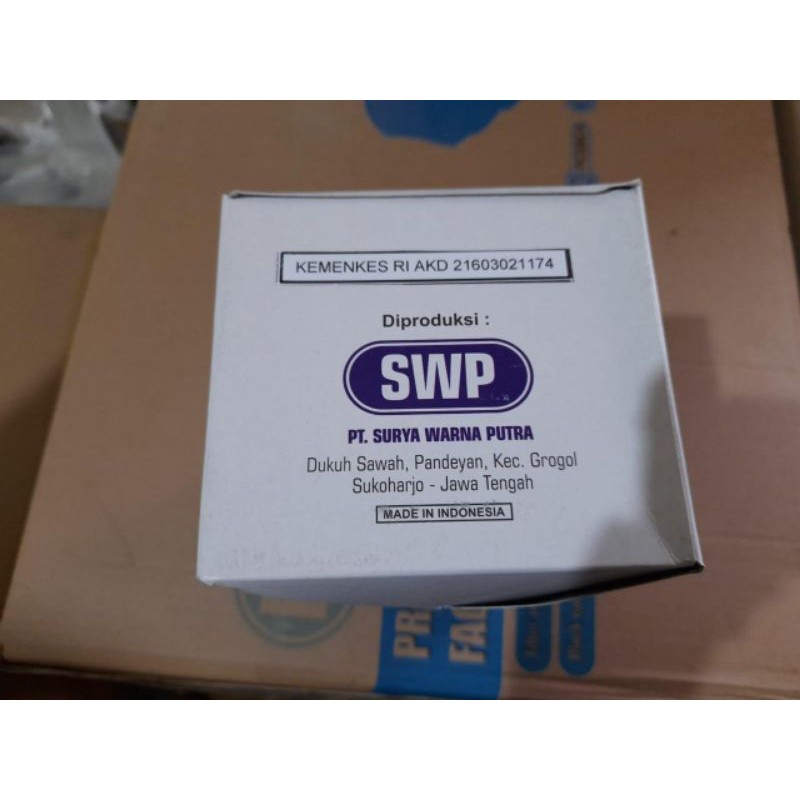 KEMENKES RI AKD 21603021174
Diproduksi :
SWP
PT. SURYA WARNA PUTRA
Dukuh Sawah, Pandeyan, Kec. Grogol
Sukoharjo - Jawa Tengah
MADE IN INDONESIA